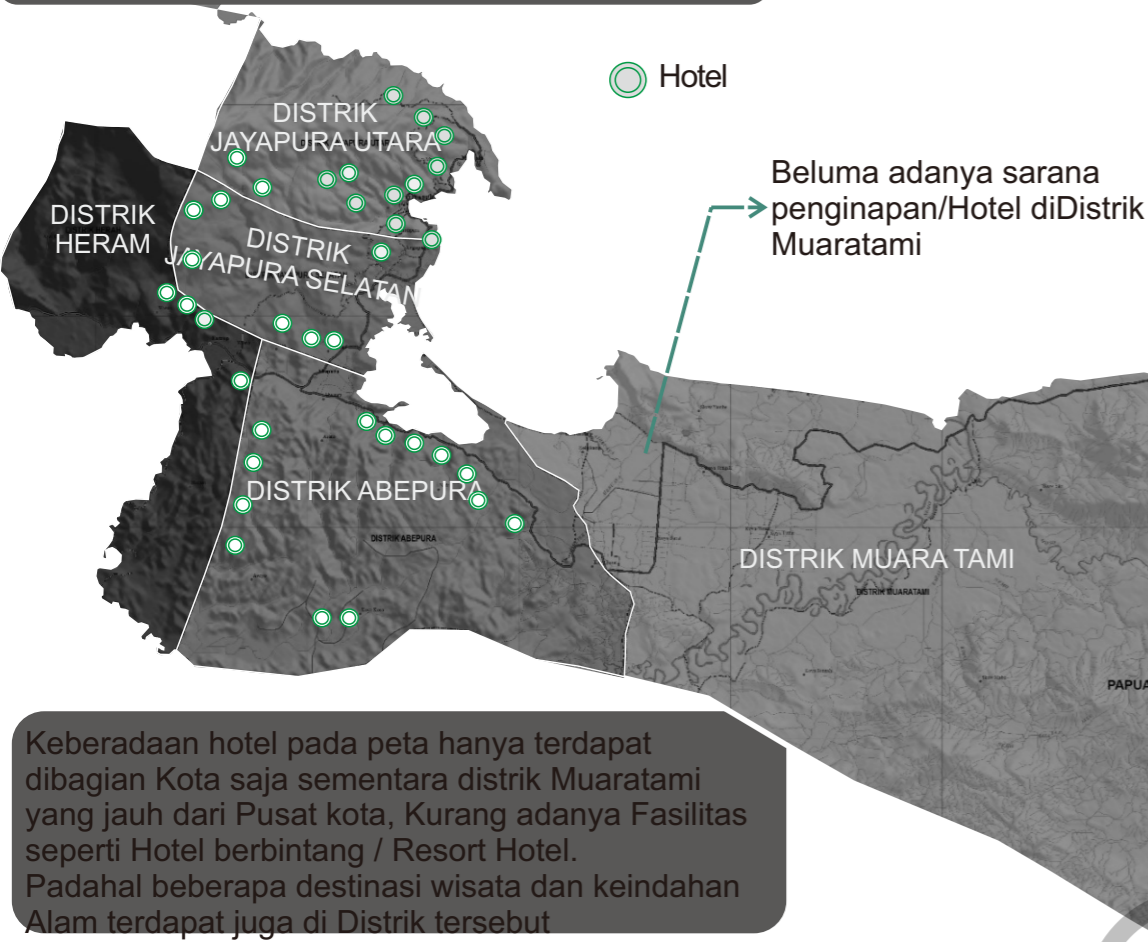 Hotel
DISTRIK
JAYAPURA UTARA
Beluma adanya sarana
penginapan/Hotel diDistrik
Muaratami
DISTRIK
HERAM
DISTRIK
JAYAPURA SELATAN
DISTRIK ABEPURA
DISTRIK ABEPURA
DISTRIK MUARA TAMI
DISTRIK MUARATAMI
PAPUA
Keberadaan hotel pada peta hanya terdapat
dibagian Kota saja sementara distrik Muaratami
yang jauh dari Pusat kota, Kurang adanya Fasilitas
seperti Hotel berbintang / Resort Hotel.
Padahal beberapa destinasi wisata dan keindahan
Alam terdapat juga di Distrik tersebut